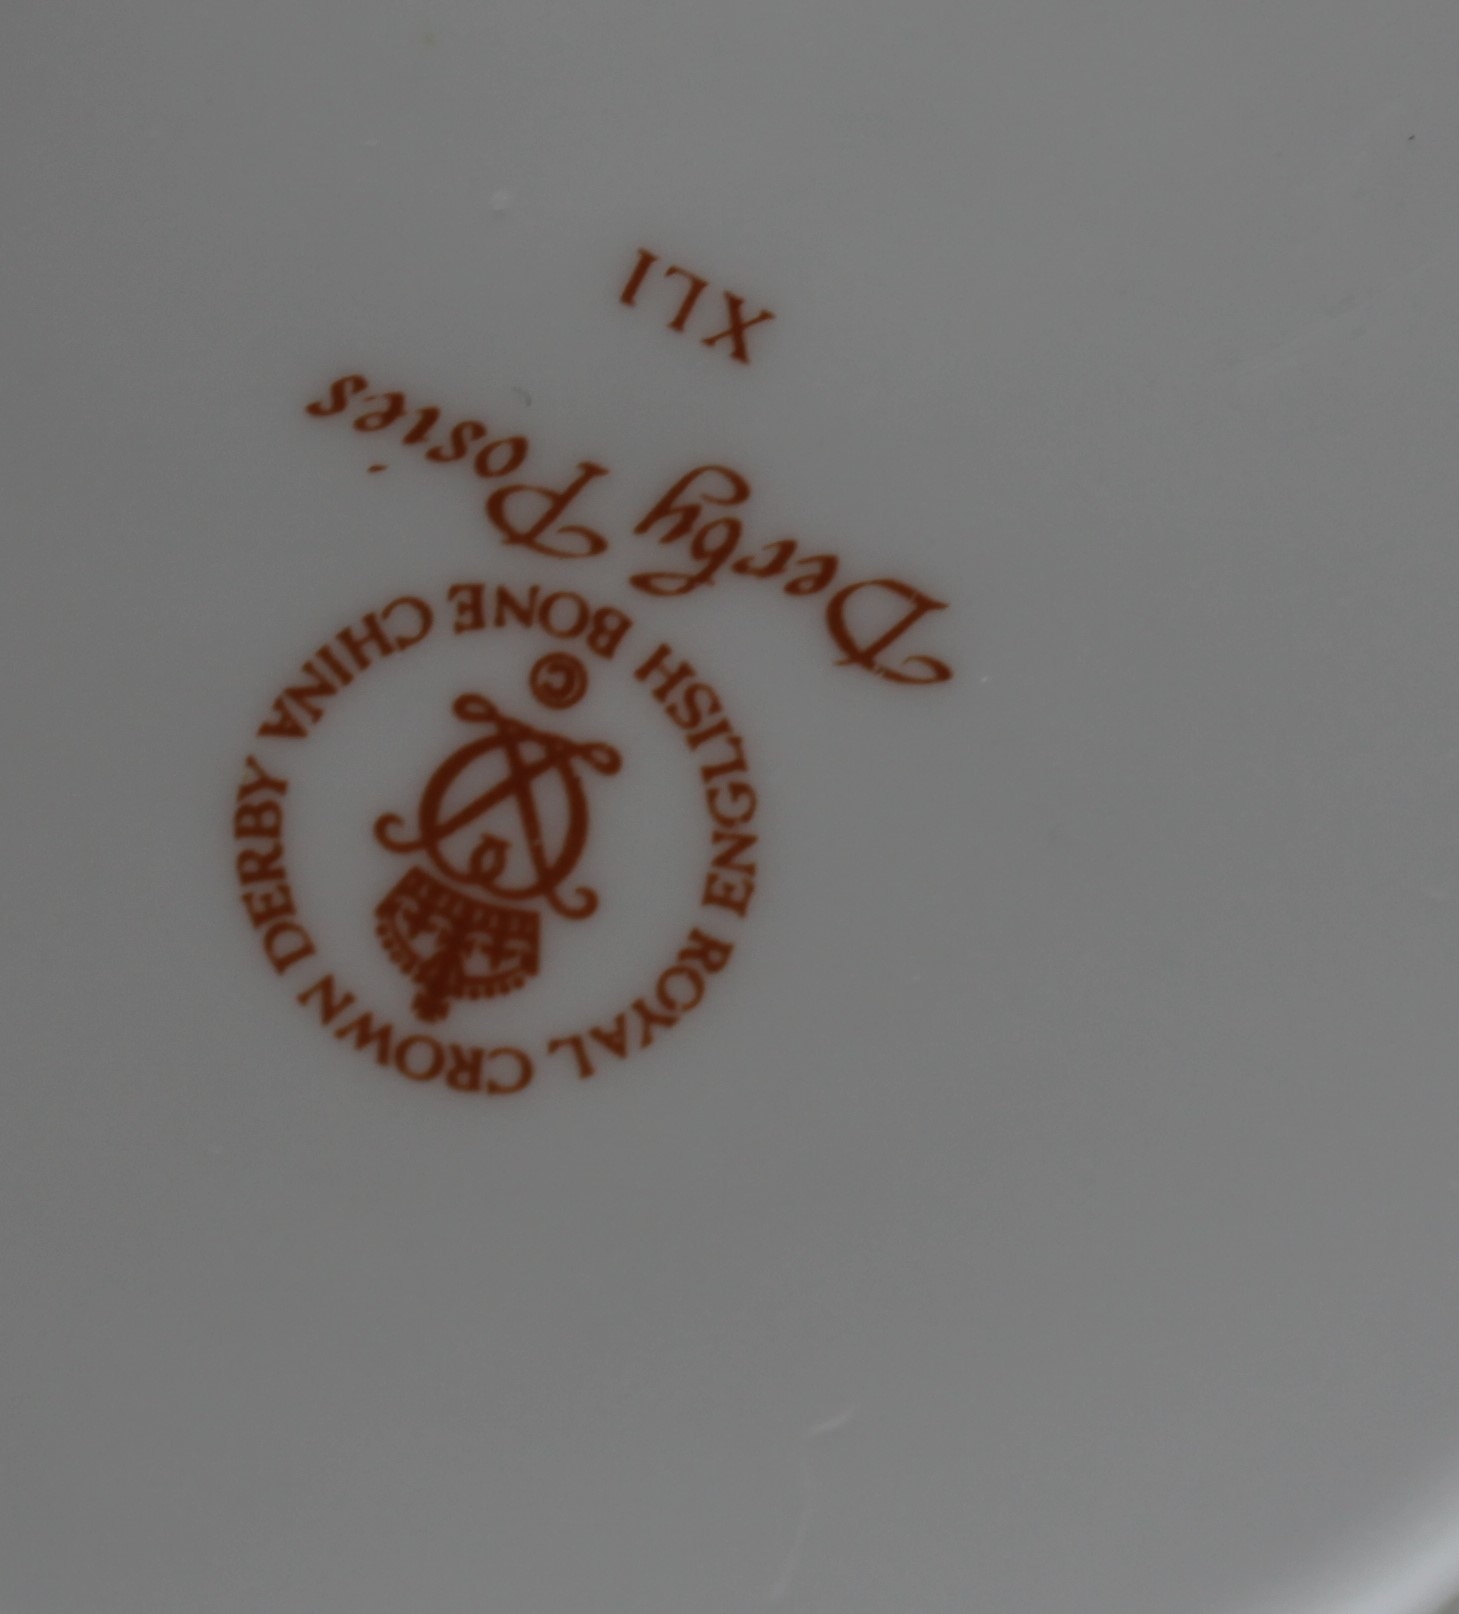 ROYAL CROWN DERBY
ENGLISH BONE CHINA
©
Derby Posies
XLI